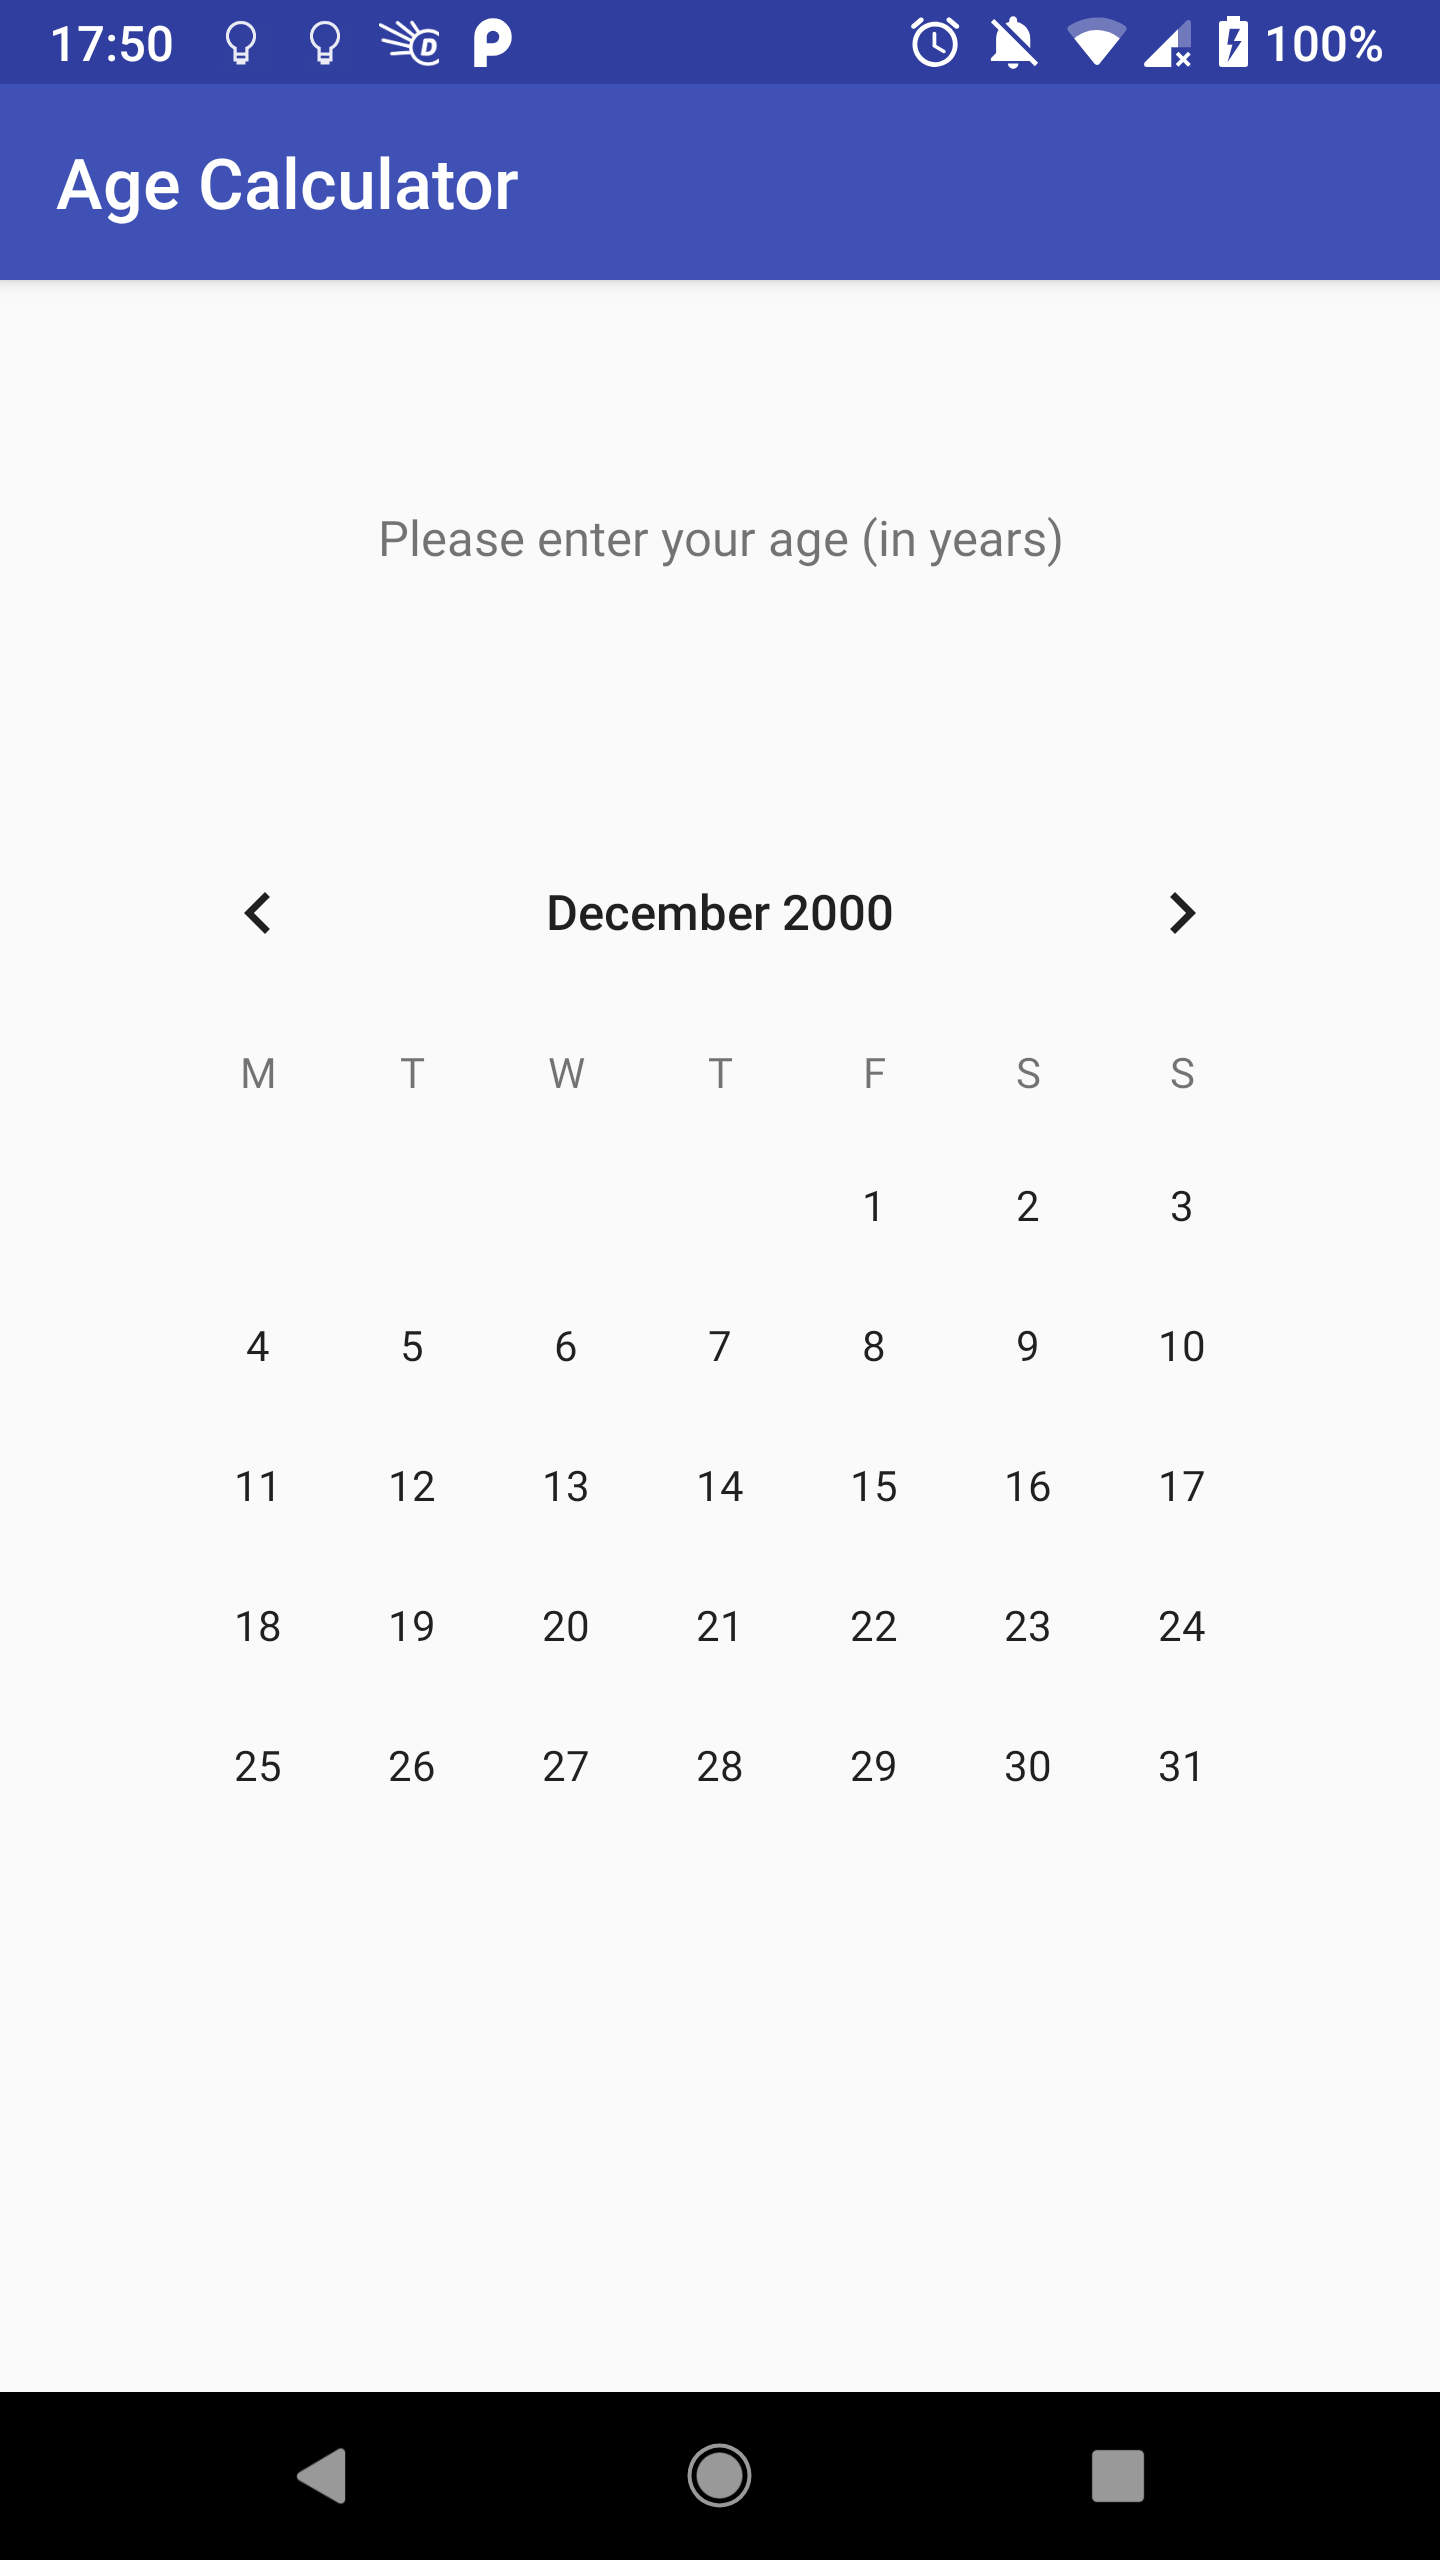 17:50 100%
Age Calculator
Please enter your age (in years)
December 2000
M T W T F S S
1 2 3
4 5 6 7 8 9 10
11 12 13 14 15 16 17
18 19 20 21 22 23 24
25 26 27 28 29 30 31